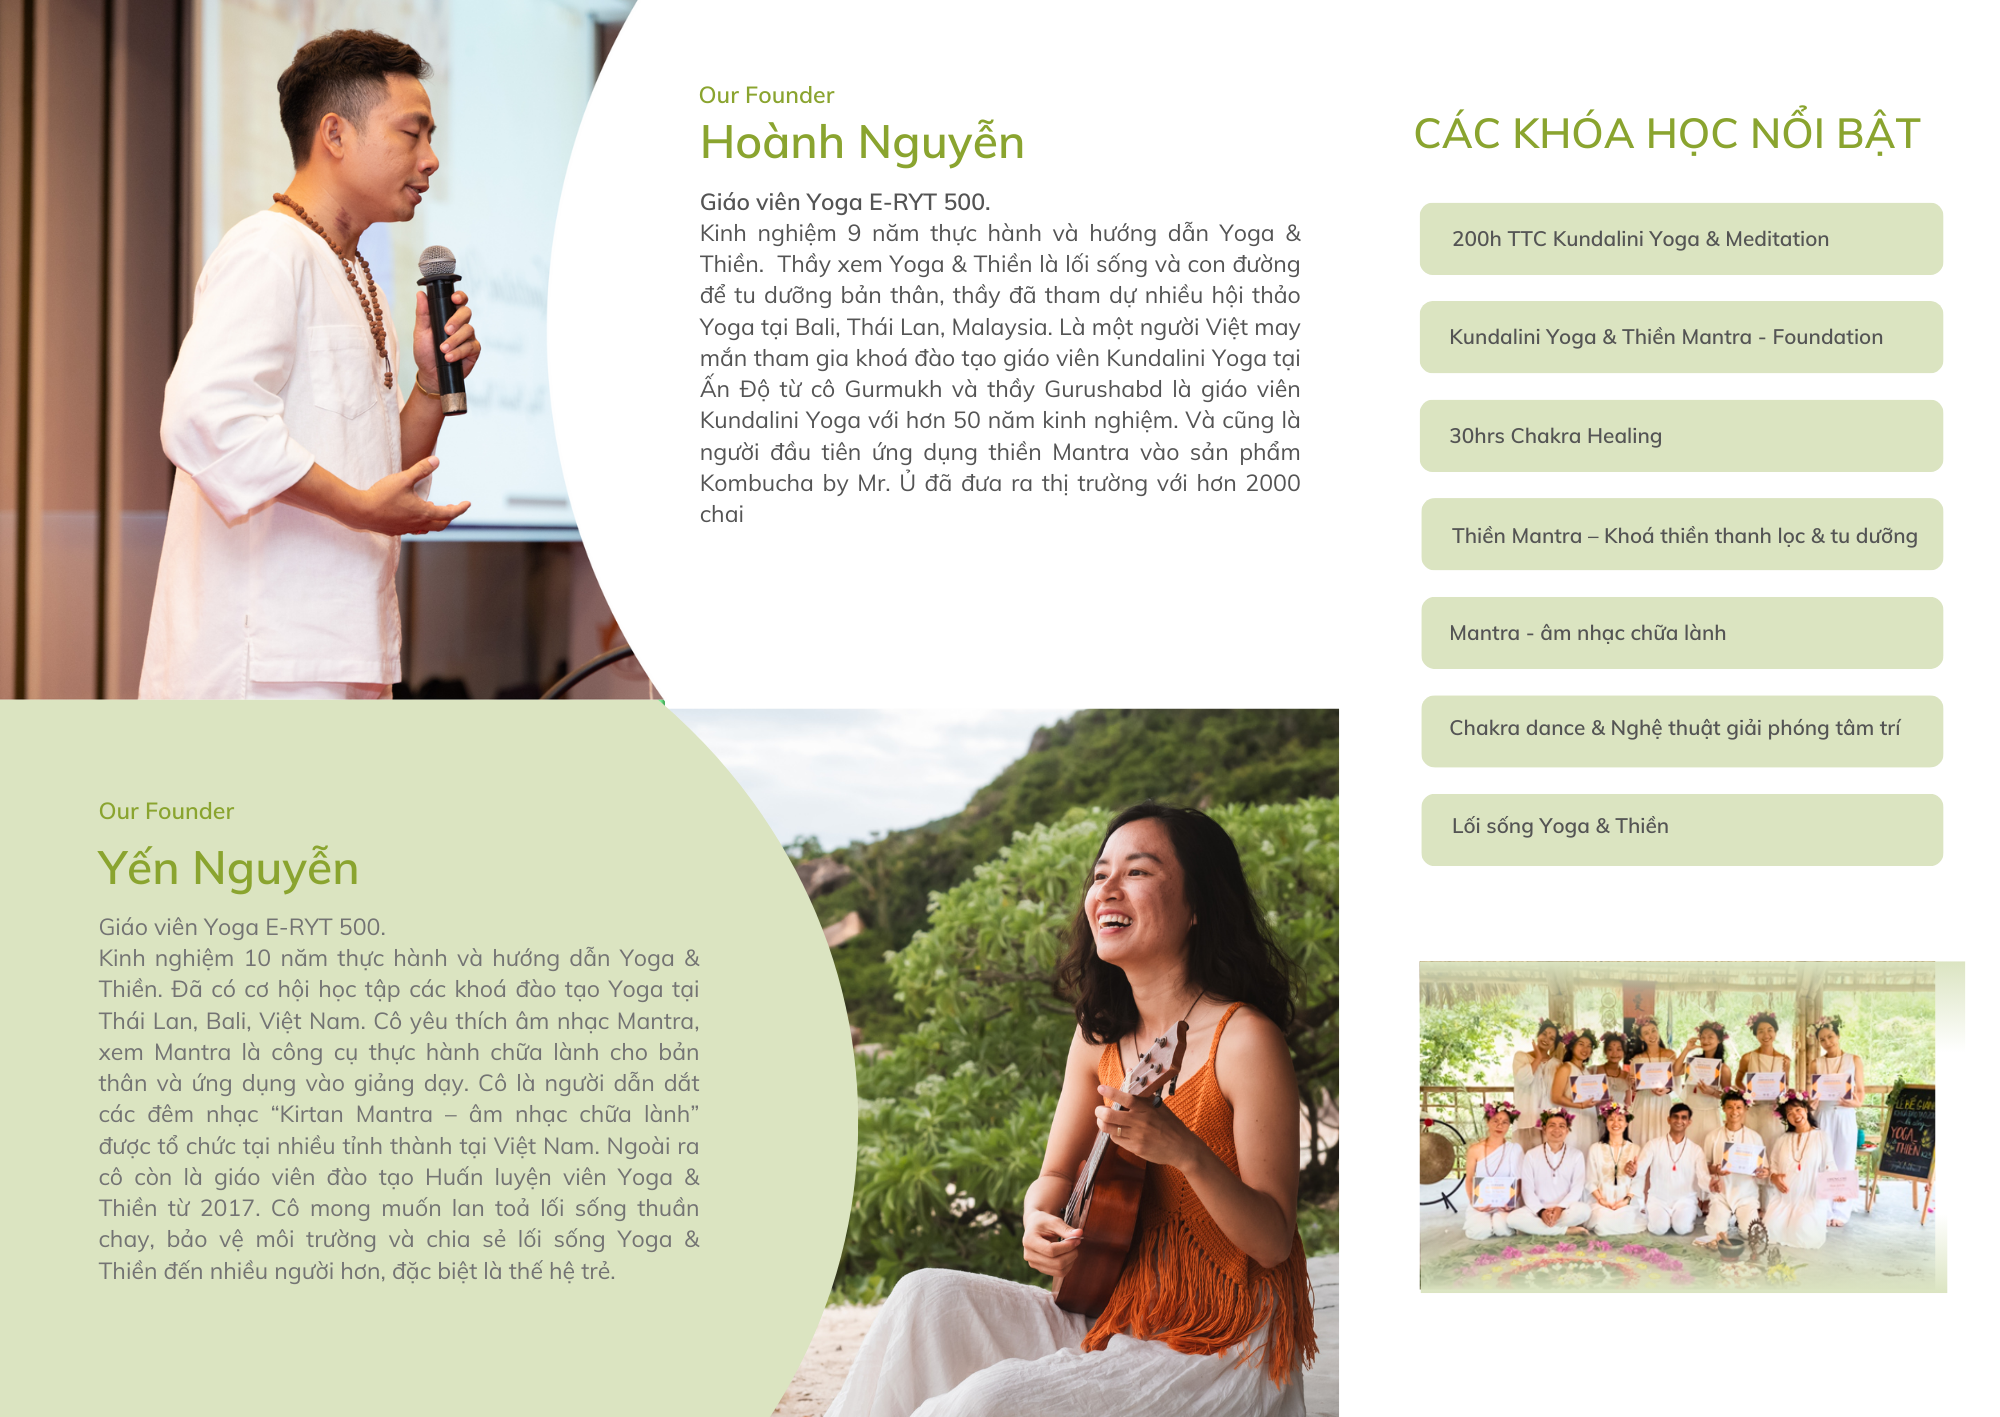 Our Founder
Hoành Nguyễn
Giáo viên Yoga E-RYT 500.
Kinh nghiệm 9 năm thực hành và hướng dẫn Yoga &
Thiền.  Thầy xem Yoga & Thiền là lối sống và con đường
để tu dưỡng bản thân, thầy đã tham dự nhiều hội thảo
Yoga tại Bali, Thái Lan, Malaysia. Là một người Việt may
mắn tham gia khoá đào tạo giáo viên Kundalini Yoga tại
Ấn Độ từ cô Gurmukh và thầy Gurushabd là giáo viên
Kundalini Yoga với hơn 50 năm kinh nghiệm. Và cũng là
người đầu tiên ứng dụng thiền Mantra vào sản phẩm
Kombucha by Mr. Ủ đã đưa ra thị trường với hơn 2000
chai
Our Founder
Yến Nguyễn
Giáo viên Yoga E-RYT 500.
Kinh nghiệm 10 năm thực hành và hướng dẫn Yoga &
Thiền. Đã có cơ hội học tập các khoá đào tạo Yoga tại
Thái Lan, Bali, Việt Nam. Cô yêu thích âm nhạc Mantra,
xem Mantra là công cụ thực hành chữa lành cho bản
thân và ứng dụng vào giảng dạy. Cô là người dẫn dắt
các đêm nhạc “Kirtan Mantra – âm nhạc chữa lành”
được tổ chức tại nhiều tỉnh thành tại Việt Nam. Ngoài ra
cô còn là giáo viên đào tạo Huấn luyện viên Yoga &
Thiền từ 2017. Cô mong muốn lan toả lối sống thuần
chay, bảo vệ môi trường và chia sẻ lối sống Yoga &
Thiền đến nhiều người hơn, đặc biệt là thế hệ trẻ.
CÁC KHÓA HỌC NỔI BẬT
200h TTC Kundalini Yoga & Meditation
Kundalini Yoga & Thiền Mantra - Foundation
30hrs Chakra Healing
Thiền Mantra – Khoá thiền thanh lọc & tu dưỡng
Mantra - âm nhạc chữa lành
Chakra dance & Nghệ thuật giải phóng tâm trí
Lối sống Yoga & Thiền
LỄ BẾ GIẢNG
YOGA
THIỀN